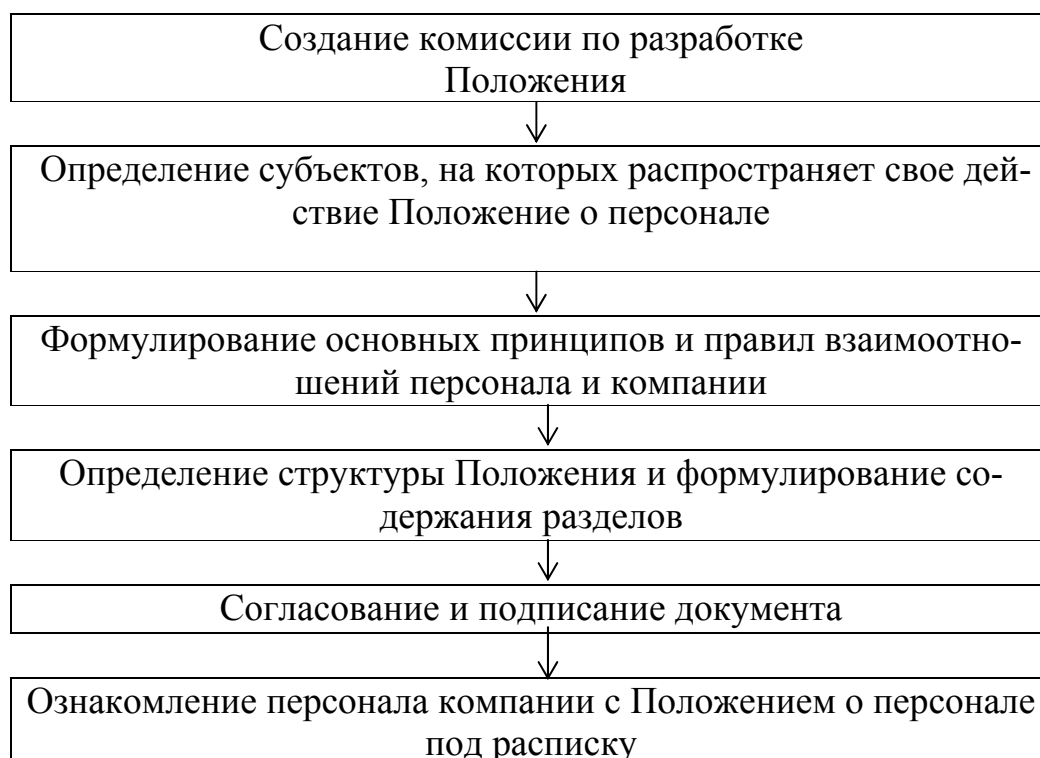 Создание комиссии по разработке
Положения
Определение субъектов, на которых распространяет свое дей-
ствие Положение о персонале
Формулирование основных принципов и правил взаимоотно-
шений персонала и компании
Определение структуры Положения и формулирование со-
держания разделов
Согласование и подписание документа
Ознакомление персонала компании с Положением о персонале
под расписку